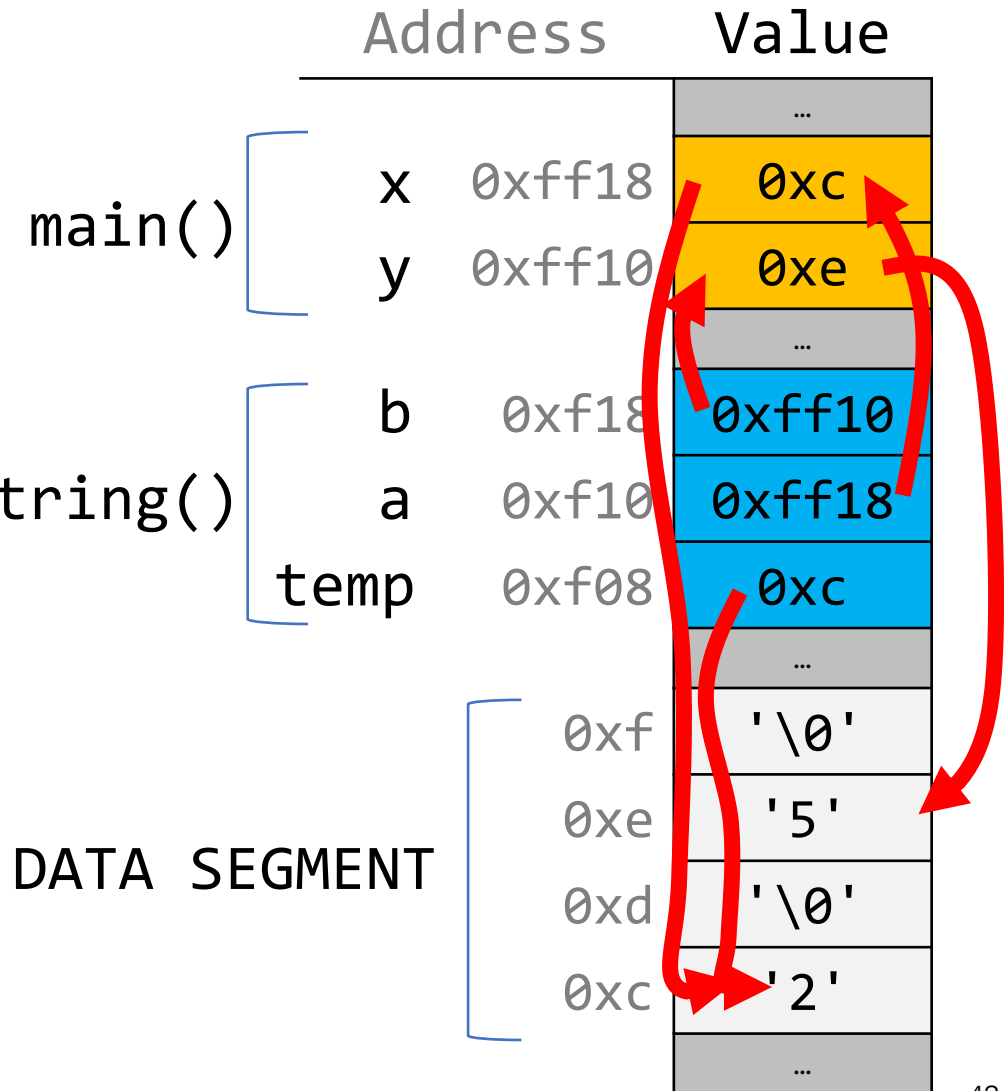 Address Value
…
main()
x 0xff18 0xc
y 0xff10 0xe
…
b 0xf18 0xff10
tring()
a 0xf10 0xff18
temp 0xf08 0xc
…
0xf '\0'
0xe '5'
DATA SEGMENT
0xd '\0'
0xc '2'
…